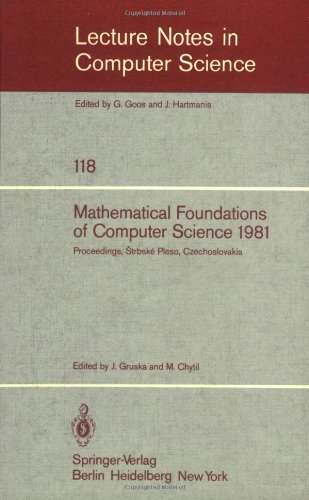 Lecture Notes in
Computer Science
Edited by G. Goos and J. Hartmanis
118
Mathematical Foundations
of Computer Science 1981
Proceedings, Štrbské Pleso, Czechoslovakia
Edited by J. Gruska and M. Chytil
Springer-Verlag
Berlin Heidelberg New York